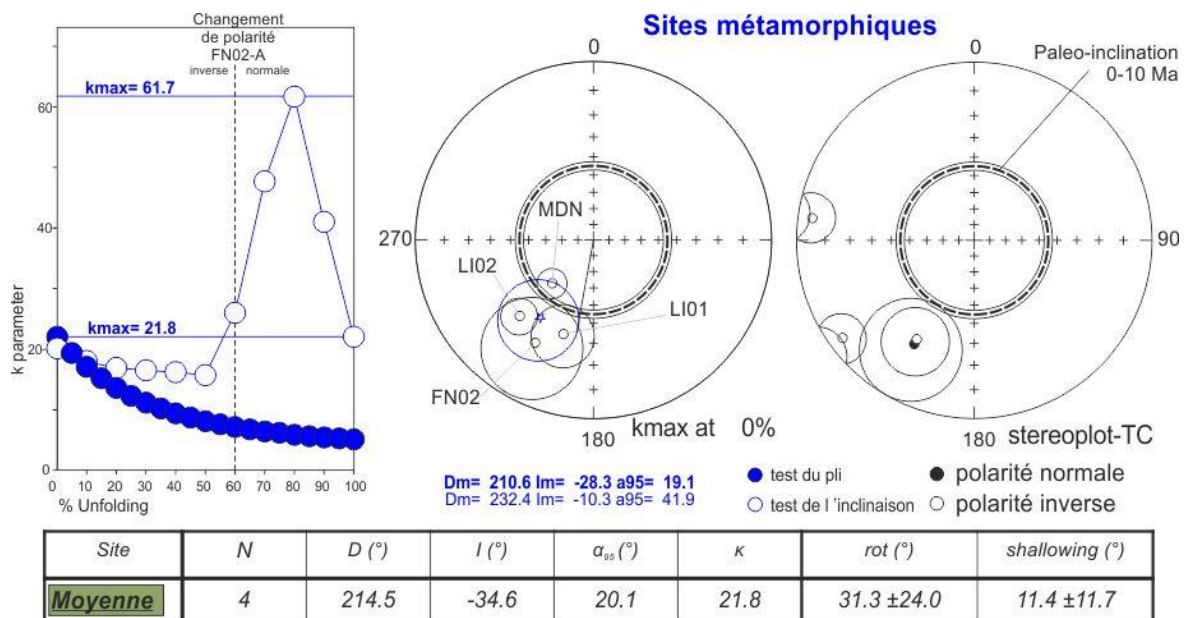 Changement
de polarité
FN02-A
inverse normale
kmax= 61.7
kmax= 21.8
60
40
20
0
k parameter
0 10 20 30 40 50 60 70 80 90 100
% Unfolding
Sites métamorphiques
0
270
MDN
LI02
LI01
FN02
180
kmax at 0%
0
Paleo-inclination
0-10 Ma
90
180
stereoplot-TC
Dm= 210.6 Im= -28.3 a95= 19.1
Dm= 232.4 Im= -10.3 a95= 41.9
test du pli
test de l 'inclinaison
polarité normale
polarité inverse
Site N D (°) I (°) α₉₅ (°) κ rot (°) shallowing (°)
Moyenne 4 214.5 -34.6 20.1 21.8 31.3 ±24.0 11.4 ±11.7